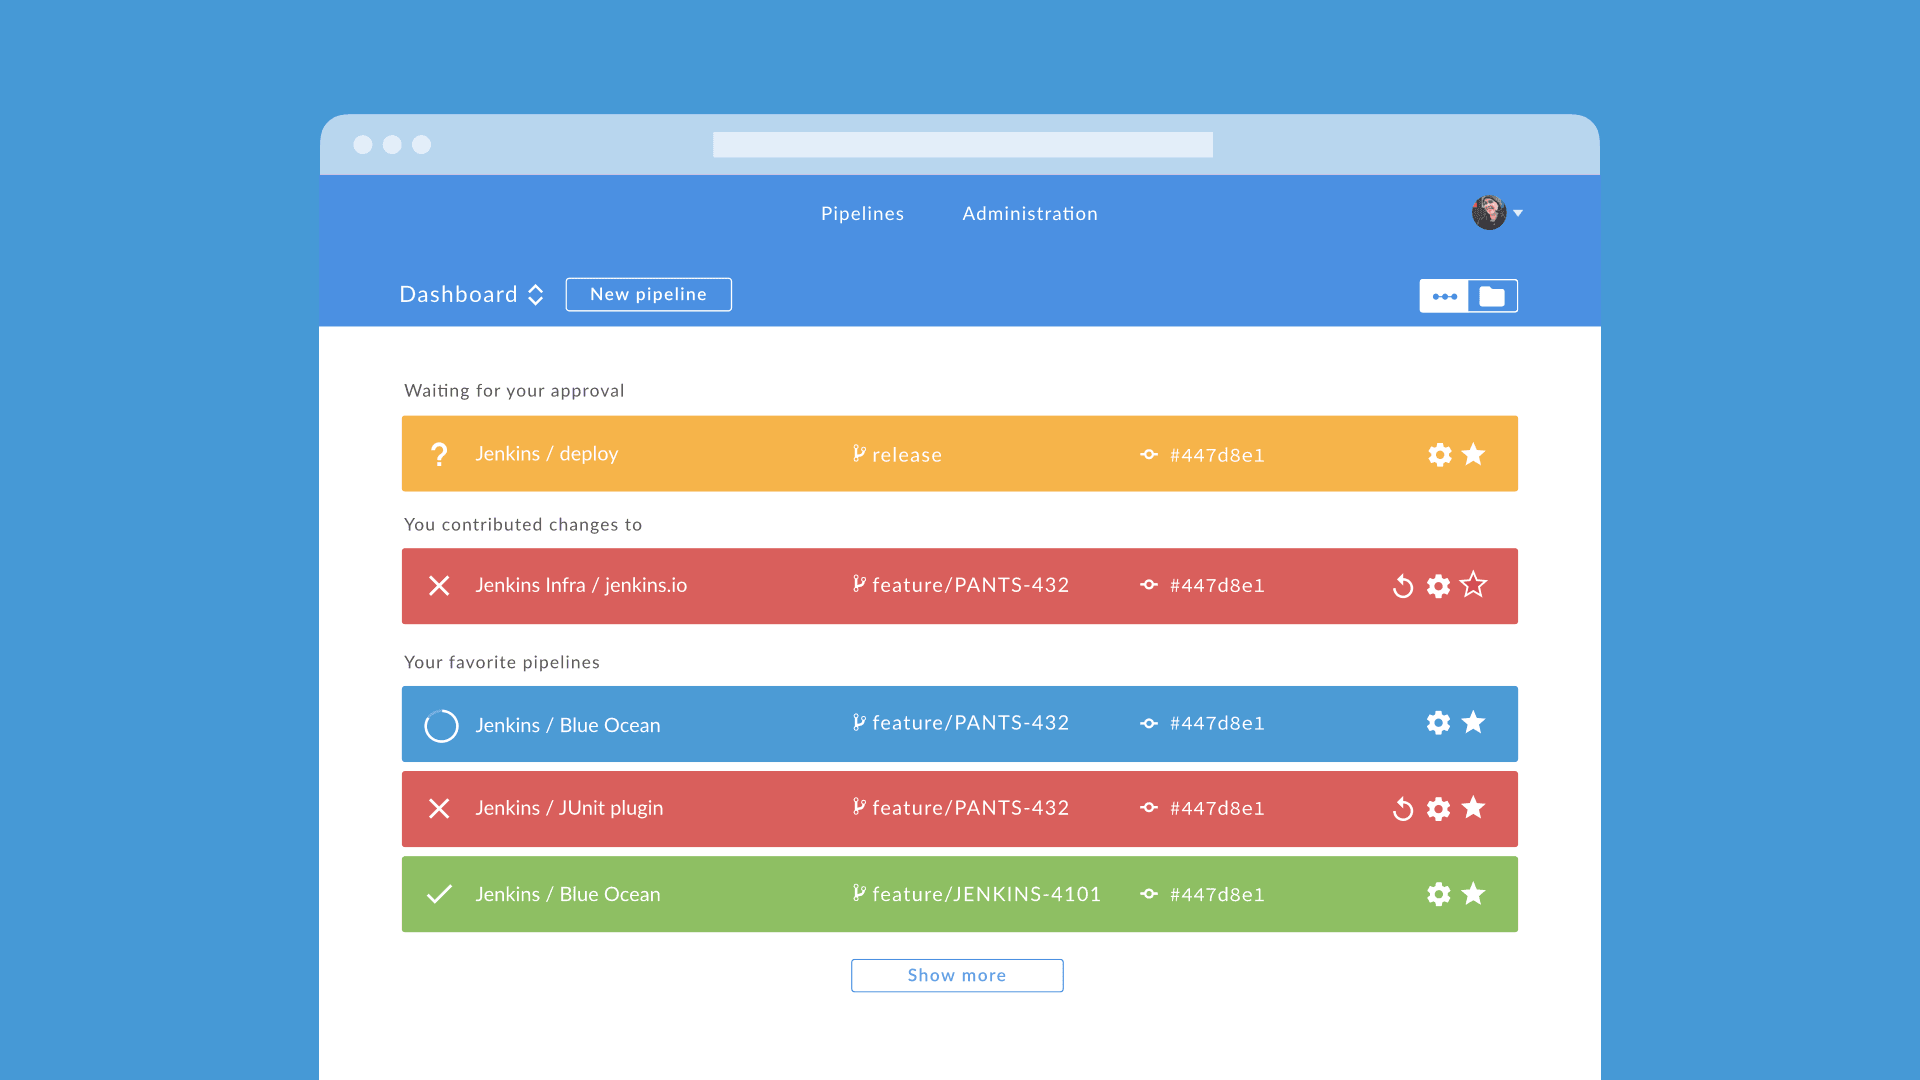 Pipelines Administration
Dashboard New pipeline
Waiting for your approval
? Jenkins / deploy release #447d8e1
You contributed changes to
Jenkins Infra / jenkins.io feature/PANTS-432 #447d8e1
Your favorite pipelines
Jenkins / Blue Ocean feature/PANTS-432 #447d8e1
Jenkins / JUnit plugin feature/PANTS-432 #447d8e1
Jenkins / Blue Ocean feature/JENKINS-4101 #447d8e1
Show more